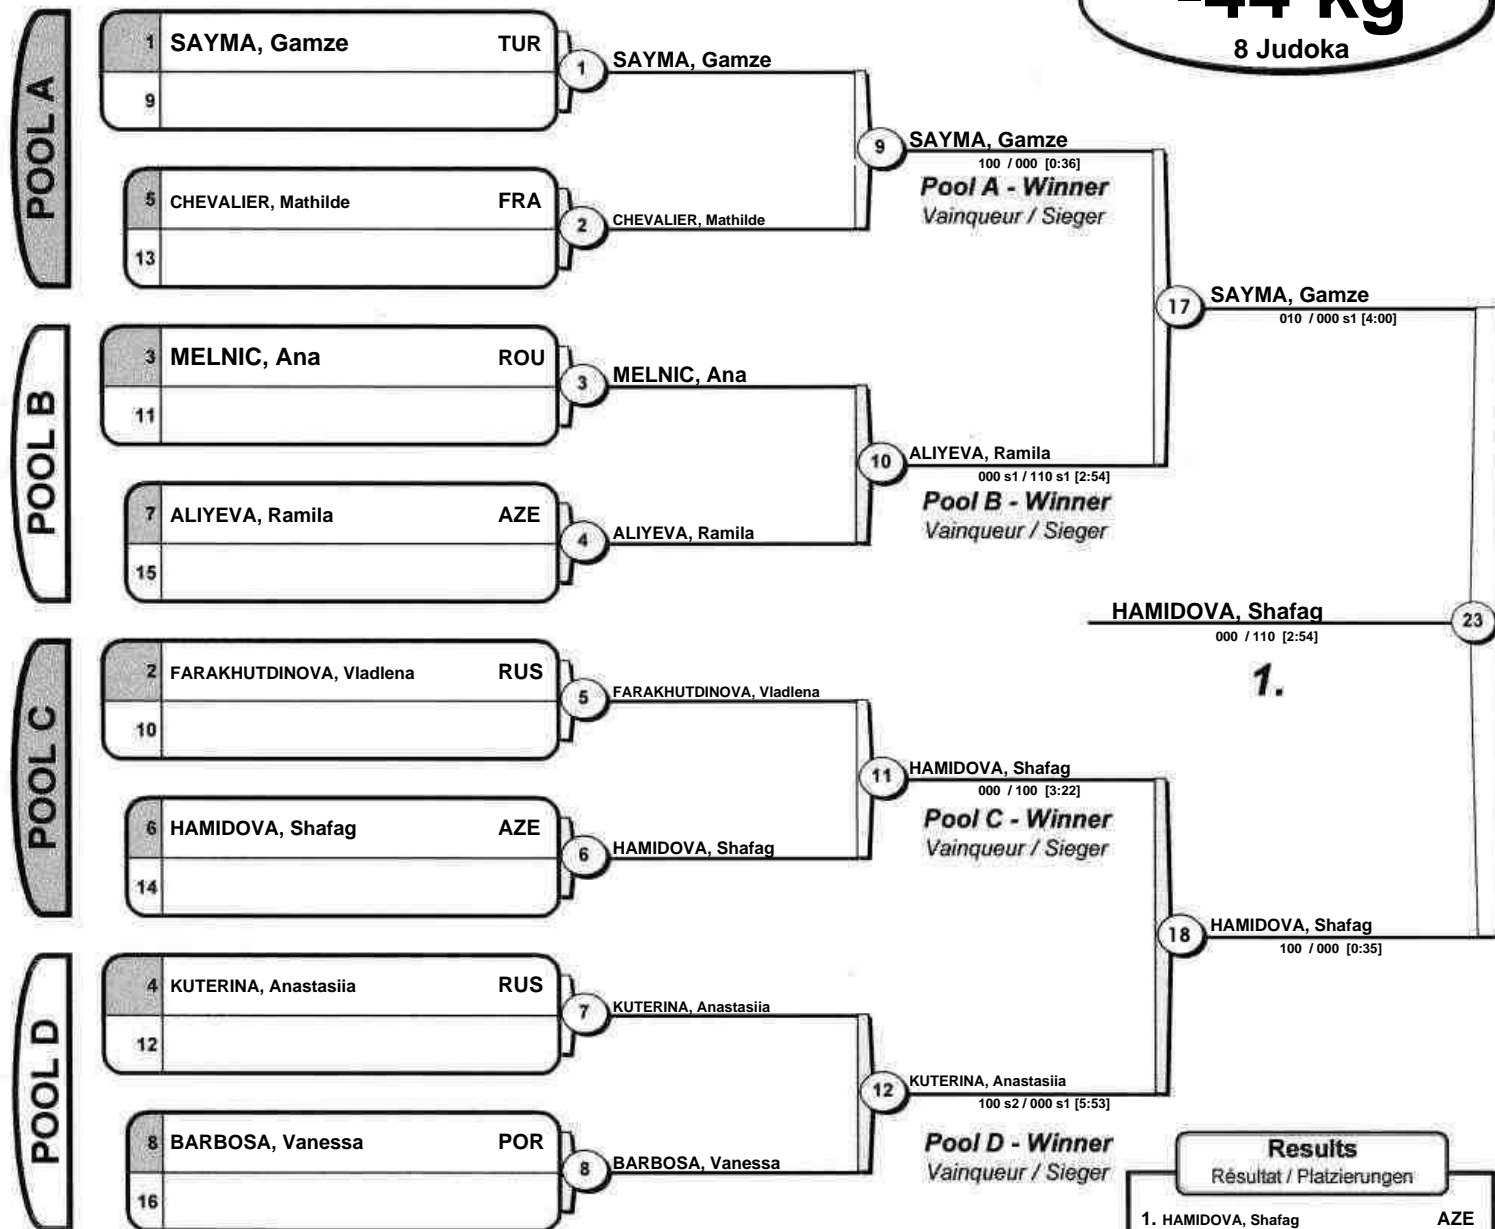 -44 kg
8 Judoka
POOL A
1 SAYMA, Gamze TUR
9
1
SAYMA, Gamze
5 CHEVALIER, Mathilde FRA
13
2
CHEVALIER, Mathilde
9
SAYMA, Gamze
100 / 000 [0:36]
Pool A - Winner
Vainqueur / Sieger
POOL B
3 MELNIC, Ana ROU
11
3
MELNIC, Ana
7 ALIYEVA, Ramila AZE
15
4
ALIYEVA, Ramila
10
ALIYEVA, Ramila
000 s1 / 110 s1 [2:54]
Pool B - Winner
Vainqueur / Sieger
17
SAYMA, Gamze
010 / 000 s1 [4:00]
HAMIDOVA, Shafag
23
000 / 110 [2:54]
1.
POOL C
2 FARAKHUTDINOVA, Vladlena RUS
10
5
FARAKHUTDINOVA, Vladlena
6 HAMIDOVA, Shafag AZE
14
6
HAMIDOVA, Shafag
11
HAMIDOVA, Shafag
000 / 100 [3:22]
Pool C - Winner
Vainqueur / Sieger
18
HAMIDOVA, Shafag
100 / 000 [0:35]
POOL D
4 KUTERINA, Anastasiia RUS
12
7
KUTERINA, Anastasiia
8 BARBOSA, Vanessa POR
16
8
BARBOSA, Vanessa
12
KUTERINA, Anastasiia
100 s2 / 000 s1 [5:53]
Pool D - Winner
Vainqueur / Sieger
Results
Résultat / Platzierungen
1. HAMIDOVA, Shafag AZE